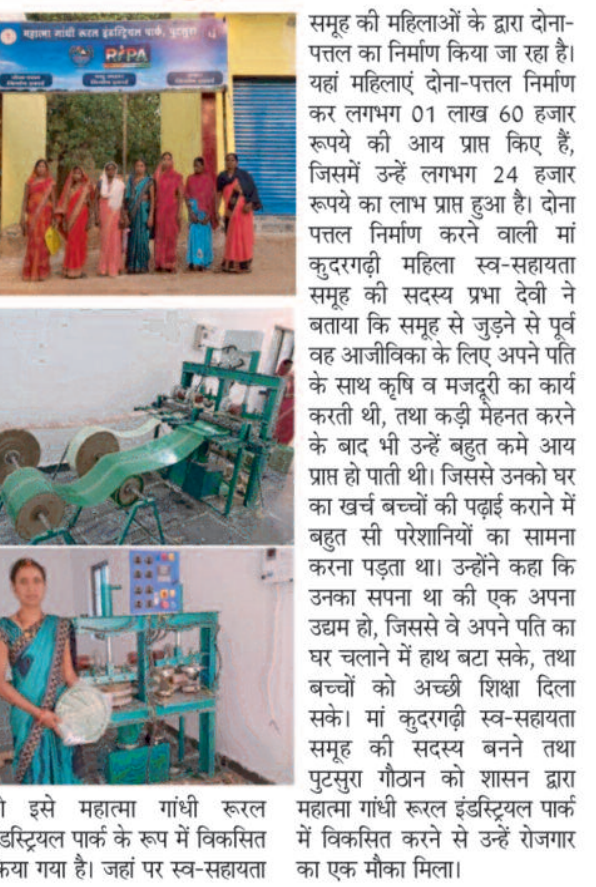 महात्मा गांधी रूरल इंडस्ट्रियल पार्क, पुटसुरा
RIPA
इसे महात्मा गांधी रूरल
पार्क के रूप में विकसित
गया है। जहां पर स्व-सहायता
समूह की महिलाओं के द्वारा दोना-
पत्तल का निर्माण किया जा रहा है।
यहां महिलाएं दोना-पत्तल निर्माण
कर लगभग 01 लाख 60 हजार
रूपये की आय प्राप्त किए हैं,
जिसमें उन्हें लगभग 24 हजार
रूपये का लाभ प्राप्त हुआ है। दोना
पत्तल निर्माण करने वाली मां
कुदरगढ़ी महिला स्व-सहायता
समूह की सदस्य प्रभा देवी ने
बताया कि समूह से जुड़ने से पूर्व
वह आजीविका के लिए अपने पति
के साथ कृषि व मजदूरी का कार्य
करती थी, तथा कड़ी मेहनत करने
के बाद भी उन्हें बहुत कमे आय
प्राप्त हो पाती थी। जिससे उनको घर
का खर्च बच्चों की पढ़ाई कराने में
बहुत सी परेशानियों का सामना
करना पड़ता था। उन्होंने कहा कि
उनका सपना था की एक अपना
उद्यम हो, जिससे वे अपने पति का
घर चलाने में हाथ बटा सके, तथा
बच्चों को अच्छी शिक्षा दिला
सके। मां कुदरगढ़ी स्व-सहायता
समूह की सदस्य बनने तथा
पुटसुरा गौठान को शासन द्वारा
महात्मा गांधी रूरल इंडस्ट्रियल पार्क
में विकसित करने से उन्हें रोजगार
का एक मौका मिला।